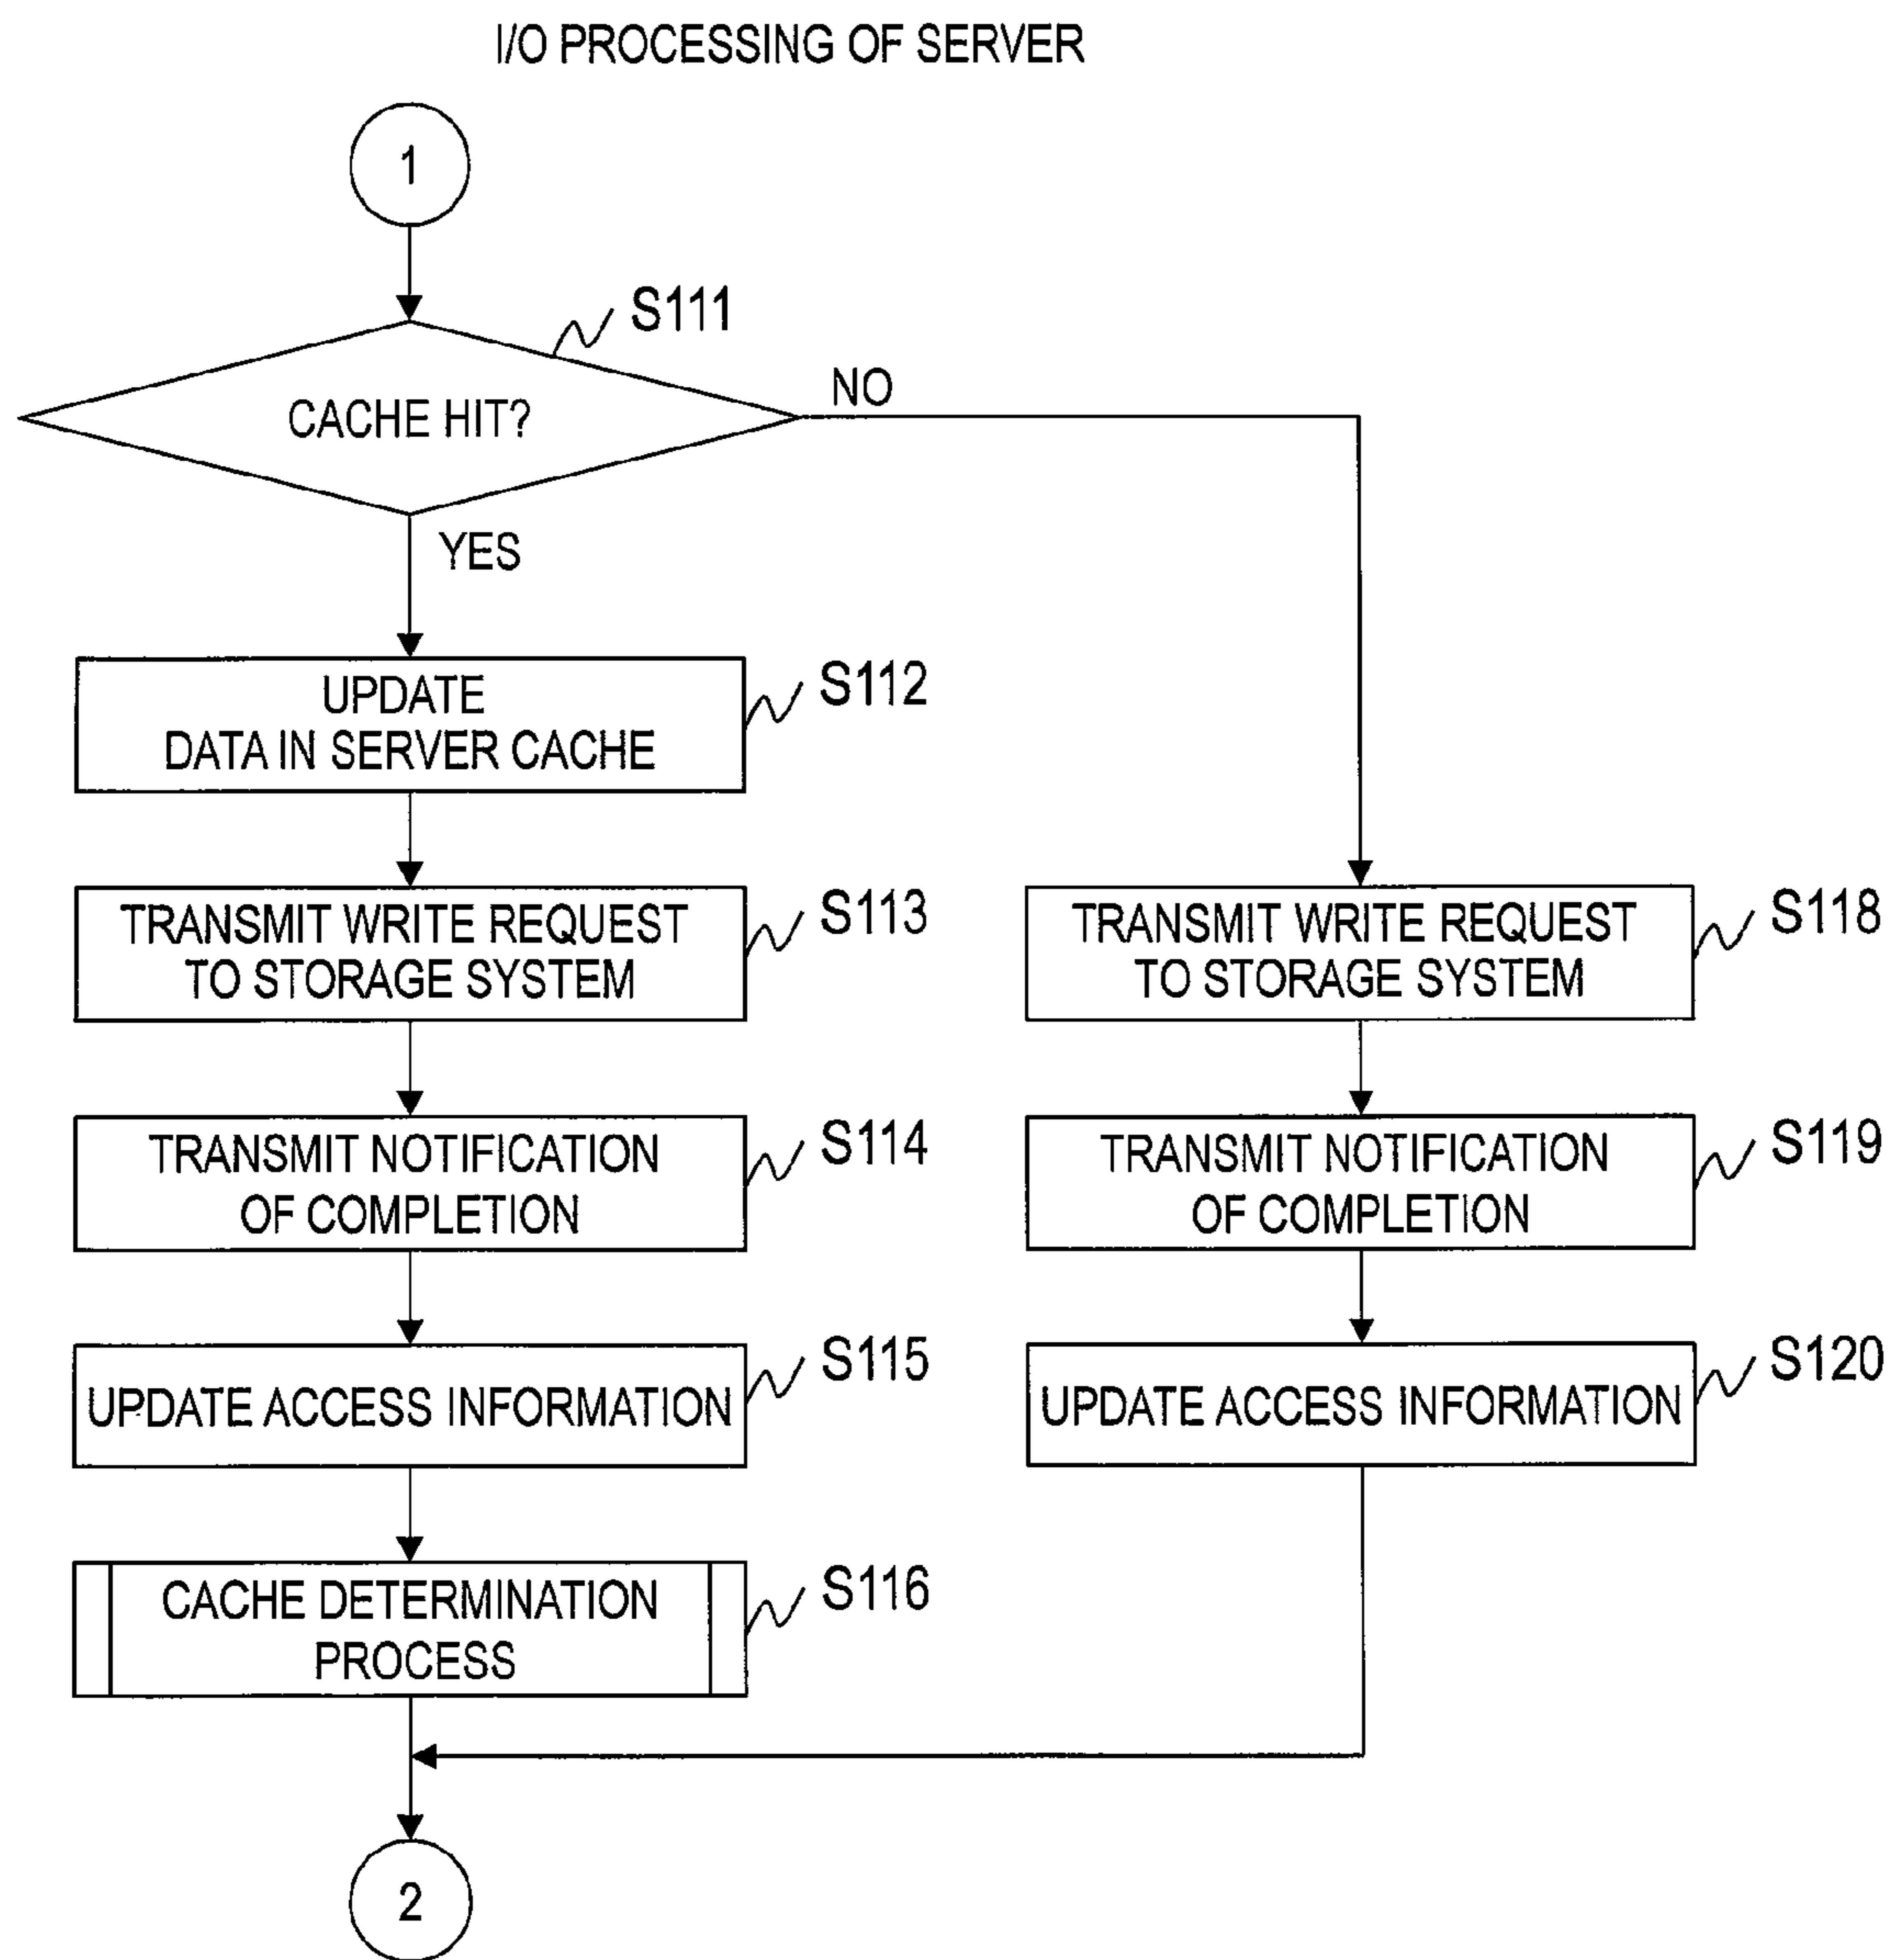 I/O PROCESSING OF SERVER
1
S111
CACHE HIT?
NO
YES
UPDATE
DATA IN SERVER CACHE
S112
TRANSMIT WRITE REQUEST
TO STORAGE SYSTEM
S113
TRANSMIT WRITE REQUEST
TO STORAGE SYSTEM
S118
TRANSMIT NOTIFICATION
OF COMPLETION
S114
TRANSMIT NOTIFICATION
OF COMPLETION
S119
UPDATE ACCESS INFORMATION
S115
UPDATE ACCESS INFORMATION
S120
CACHE DETERMINATION
PROCESS
S116
2